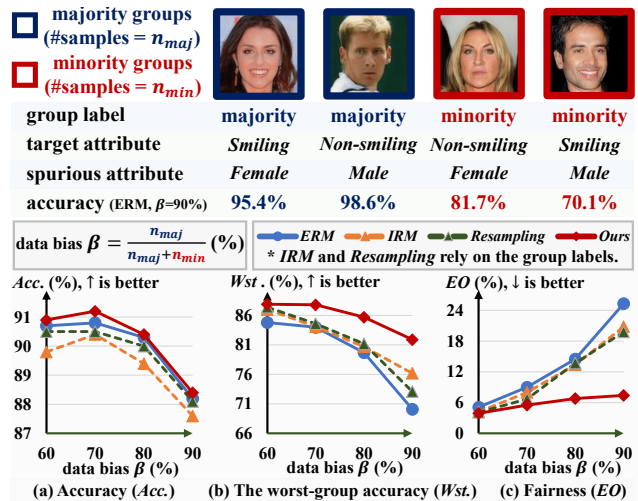 majority groups
(#samples = n_maj)
minority groups
(#samples = n_min)
group label majority majority minority minority
target attribute Smiling Non-smiling Non-smiling Smiling
spurious attribute Female Male Female Male
accuracy (ERM, β=90%) 95.4% 98.6% 81.7% 70.1%
data bias β = n_maj / (n_maj+n_min) (%)
ERM IRM Resampling Ours
* IRM and Resampling rely on the group labels.
Acc. (%), ↑ is better
91
90
89
88
87
60 70 80 90
data bias β (%)
(a) Accuracy (Acc.)
Wst. (%), ↑ is better
86
81
76
71
66
60 70 80 90
data bias β (%)
(b) The worst-group accuracy (Wst.)
EO (%), ↓ is better
24
18
12
6
0
60 70 80 90
data bias β (%)
(c) Fairness (EO)